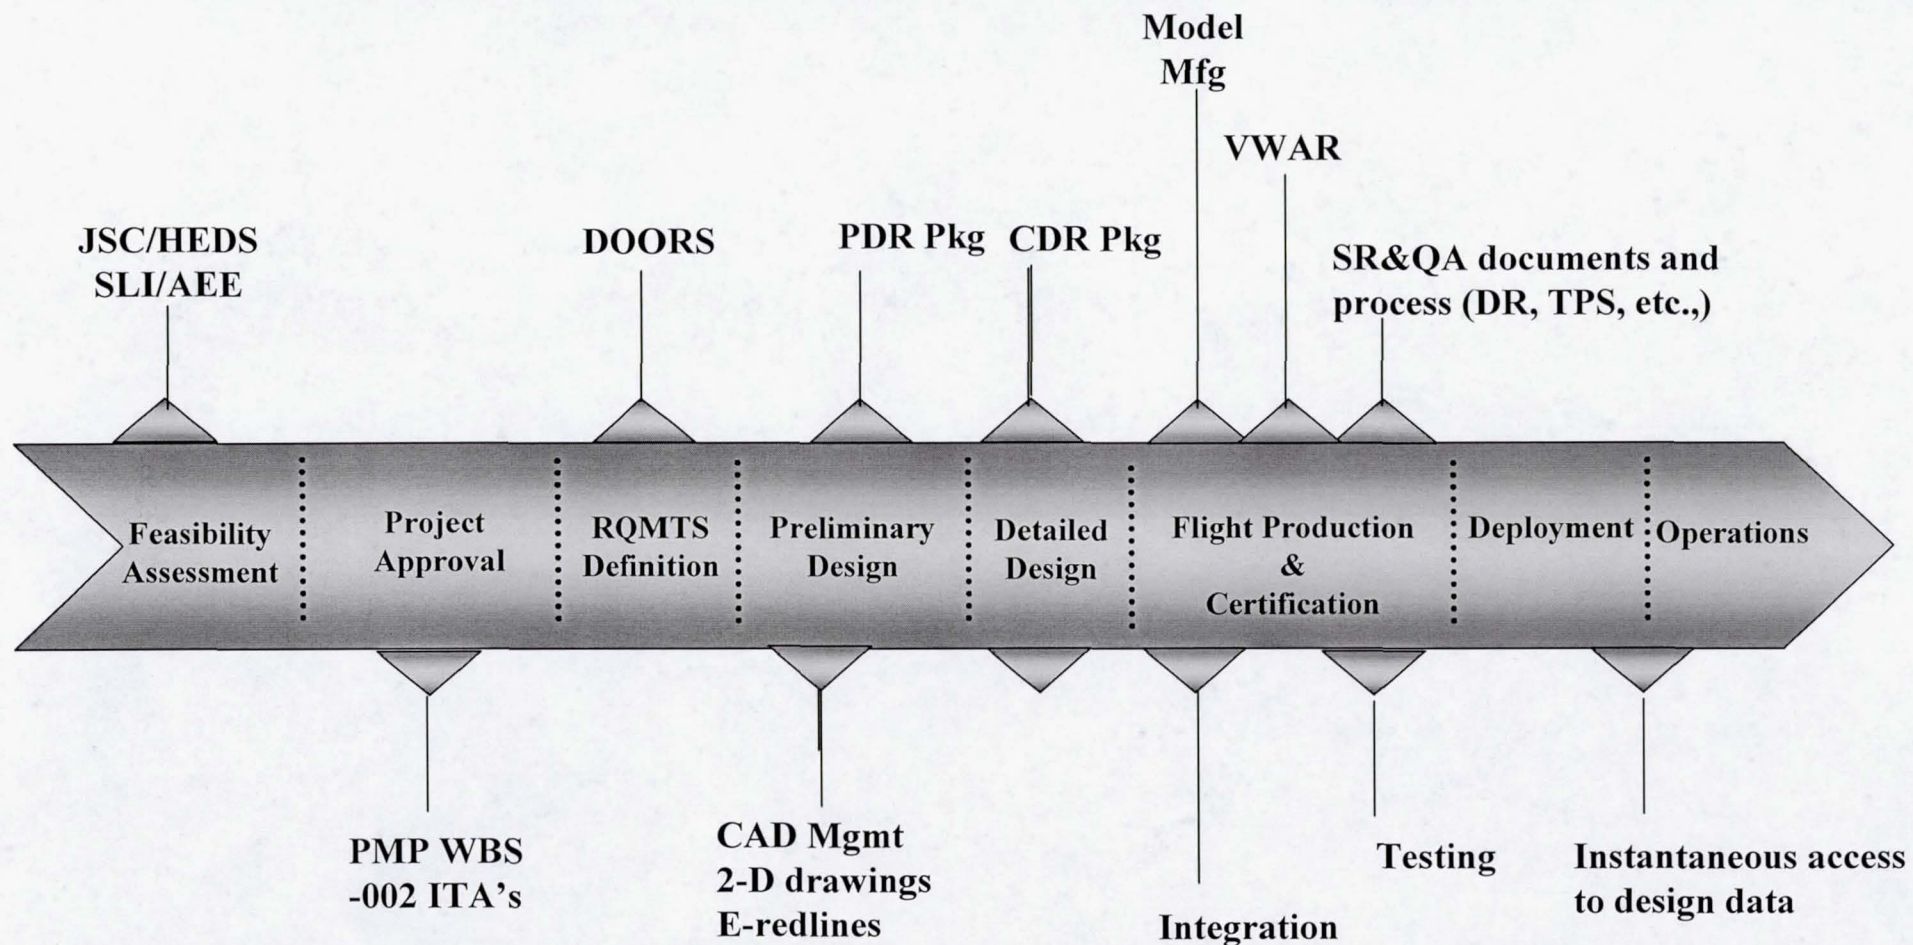 Model
Mfg
VWAR
JSC/HEDS
SLI/AEE
DOORS
PDR Pkg
CDR Pkg
SR&QA documents and
process (DR, TPS, etc.,)
Feasibility
Assessment
Project
Approval
RQMTS
Definition
Preliminary
Design
Detailed
Design
Flight Production
&
Certification
Deployment
Operations
PMP WBS
-002 ITA's
CAD Mgmt
2-D drawings
E-redlines
Integration
Testing
Instantaneous access
to design data